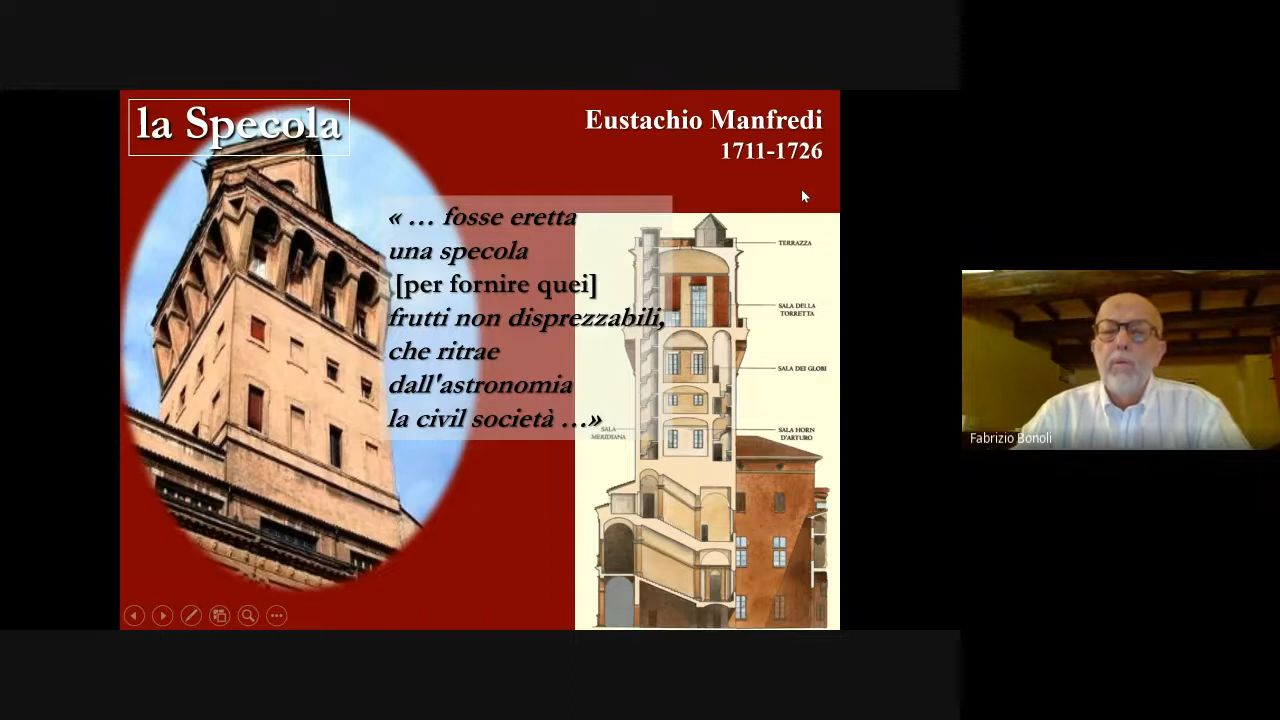 la Specola
Eustachio Manfredi
1711-1726
« … fosse eretta
una specola
[per fornire quei]
frutti non disprezzabili,
che ritrae
dall'astronomia
la civil società …»
TERRAZZA
SALA DELLA
TORRETTA
SALA DEI GLOBI
SALA
MERIDIANA
SALA HORN
D'ARTURO
Fabrizio Bonoli